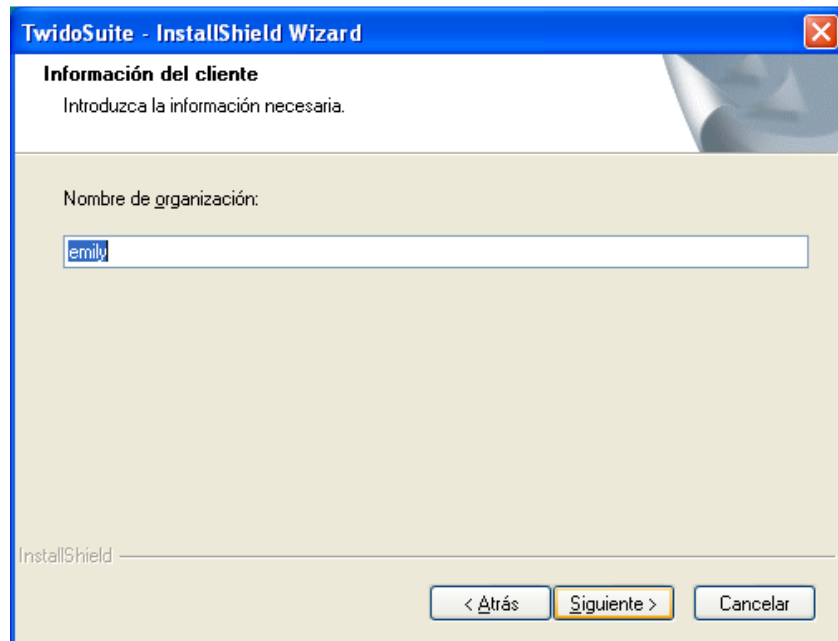 TwidoSuite - InstallShield Wizard
Información del cliente
Introduzca la información necesaria.
Nombre de organización:
emily
InstallShield
< Atrás Siguiente > Cancelar